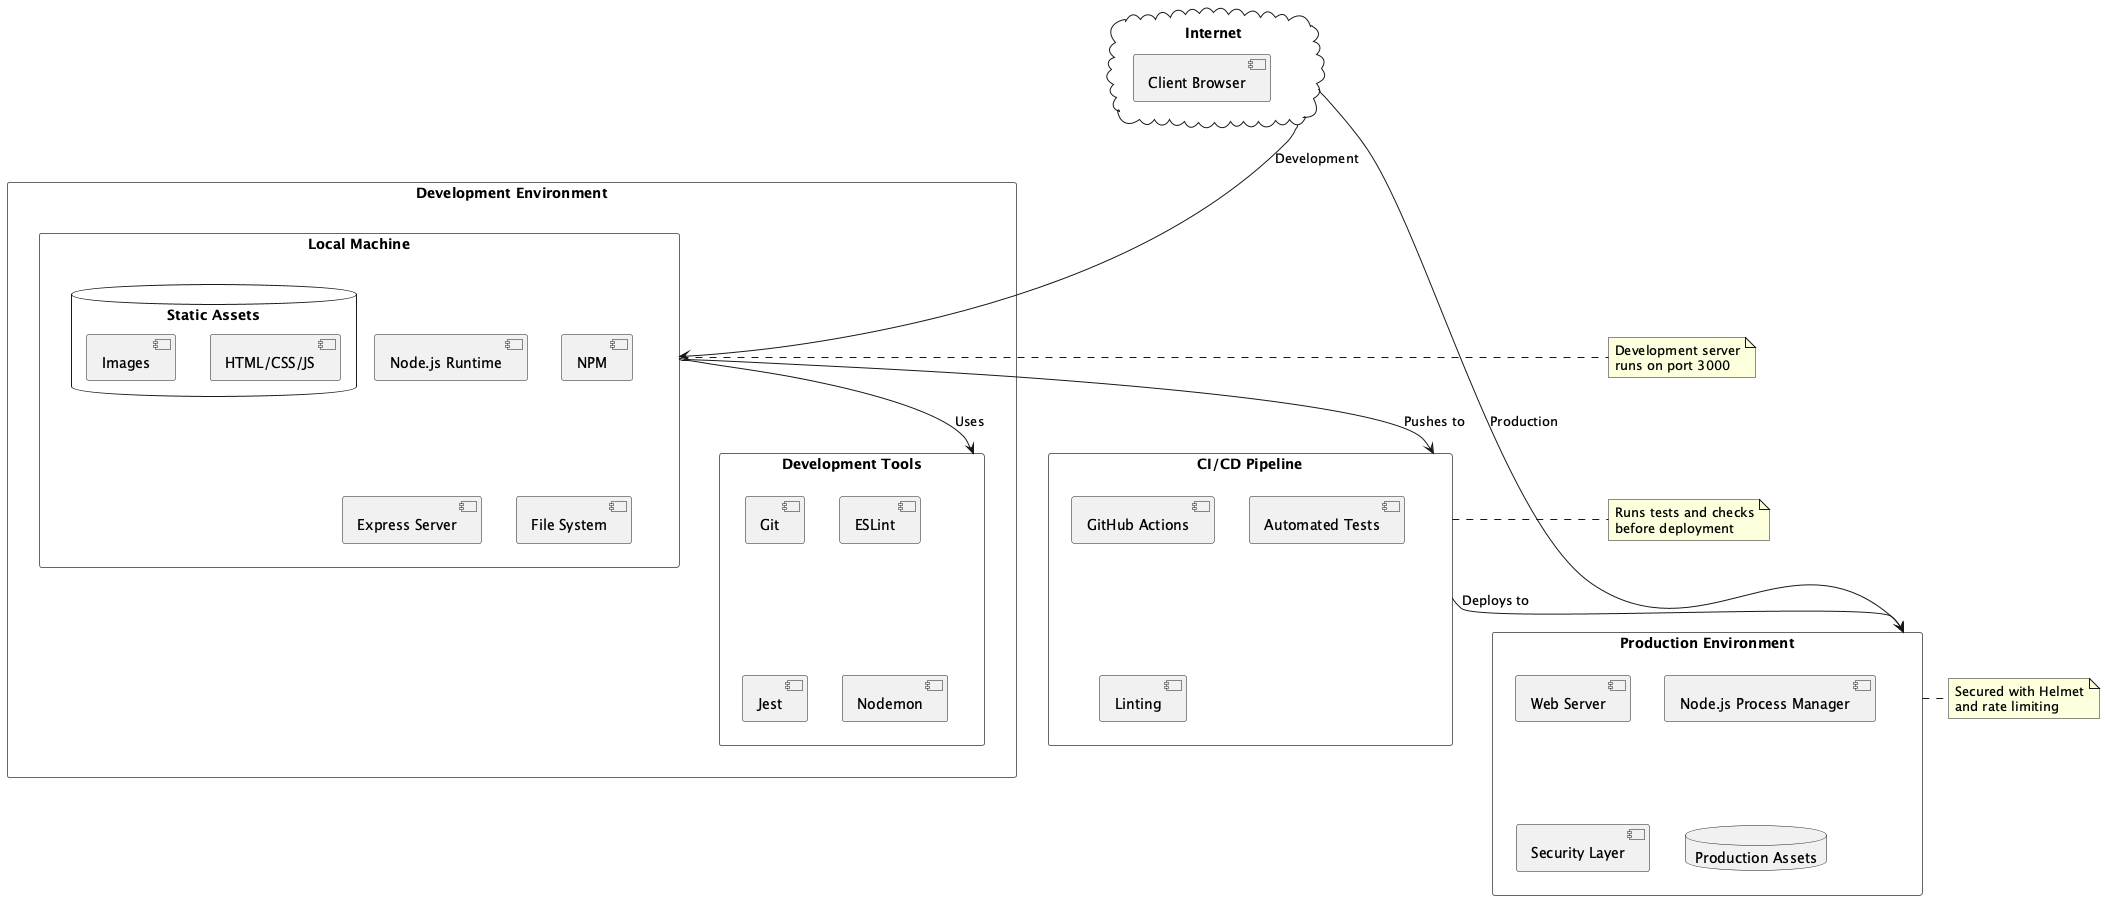 Internet
Client Browser
Development
Development Environment
Local Machine
Static Assets
Images
HTML/CSS/JS
Node.js Runtime
NPM
Development server
runs on port 3000
Uses
Pushes to
Production
Development Tools
CI/CD Pipeline
Express Server
File System
Git
ESLint
GitHub Actions
Automated Tests
Runs tests and checks
before deployment
Deploys to
Production Environment
Jest
Nodemon
Linting
Web Server
Node.js Process Manager
Secured with Helmet
and rate limiting
Security Layer
Production Assets